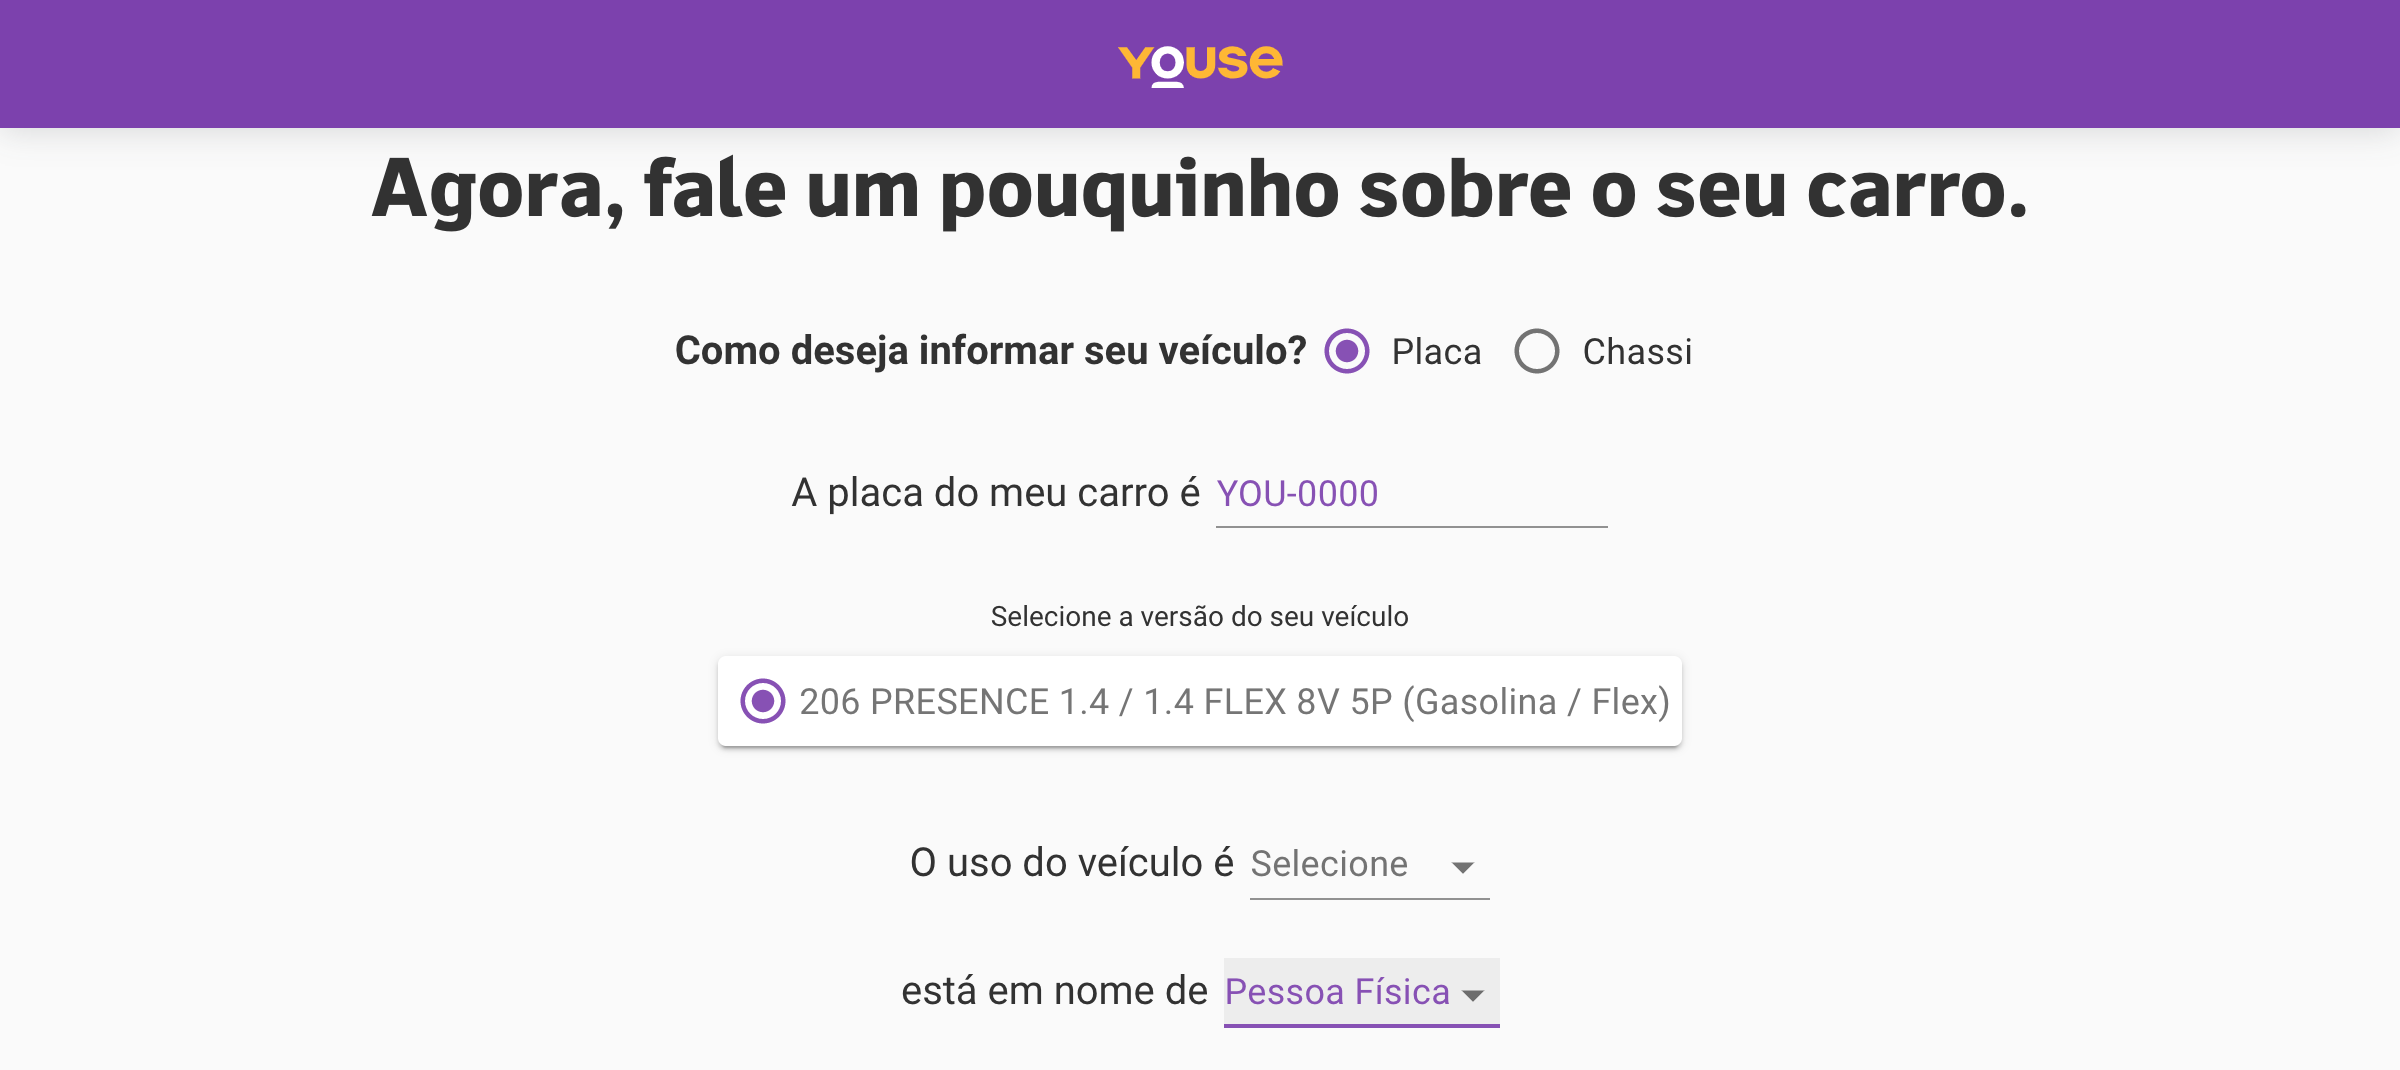 YOUSE
Agora, fale um pouquinho sobre o seu carro.
Como deseja informar seu veículo? Placa Chassi
A placa do meu carro é YOU-0000
Selecione a versão do seu veículo
206 PRESENCE 1.4 / 1.4 FLEX 8V 5P (Gasolina / Flex)
O uso do veículo é Selecione
está em nome de Pessoa Física